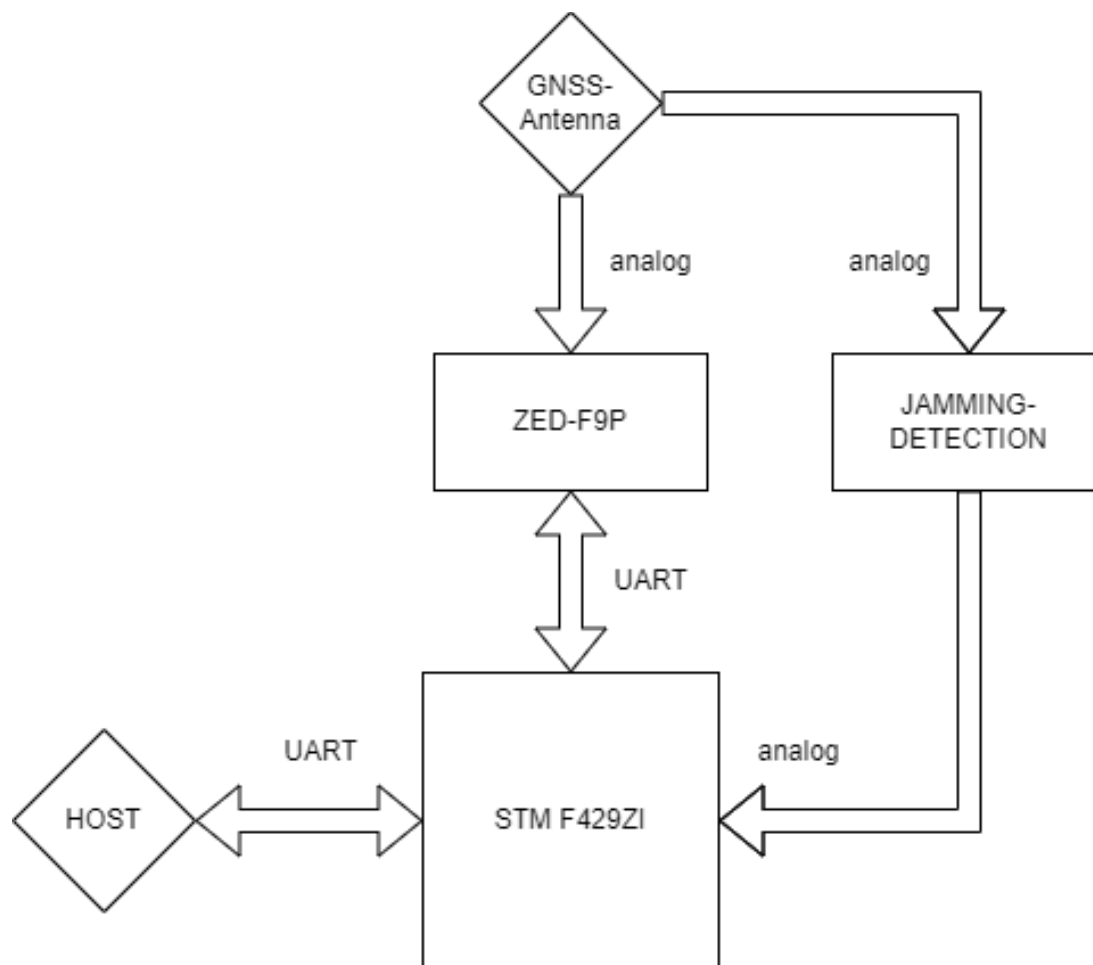 GNSS-
Antenna
analog
analog
ZED-F9P
JAMMING-
DETECTION
UART
UART
analog
HOST
STM F429ZI